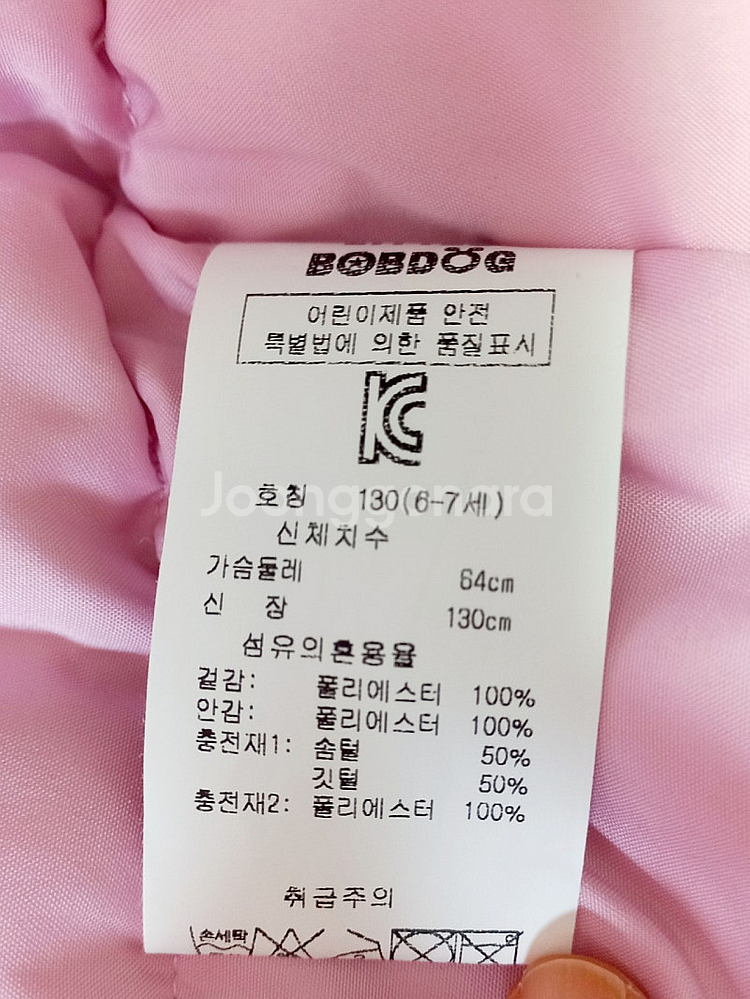 BOBDOG
어린이제품 안전
특별법에 의한 품질표시
KC
호칭 130(6-7세)
Joonggonara
신체치수
가슴둘레 64cm
신 장 130cm
섬유의혼용율
겉감: 폴리에스터 100%
안감: 폴리에스터 100%
충전재1: 솜털 50%
깃털 50%
충전재2: 폴리에스터 100%
취급주의
손세탁